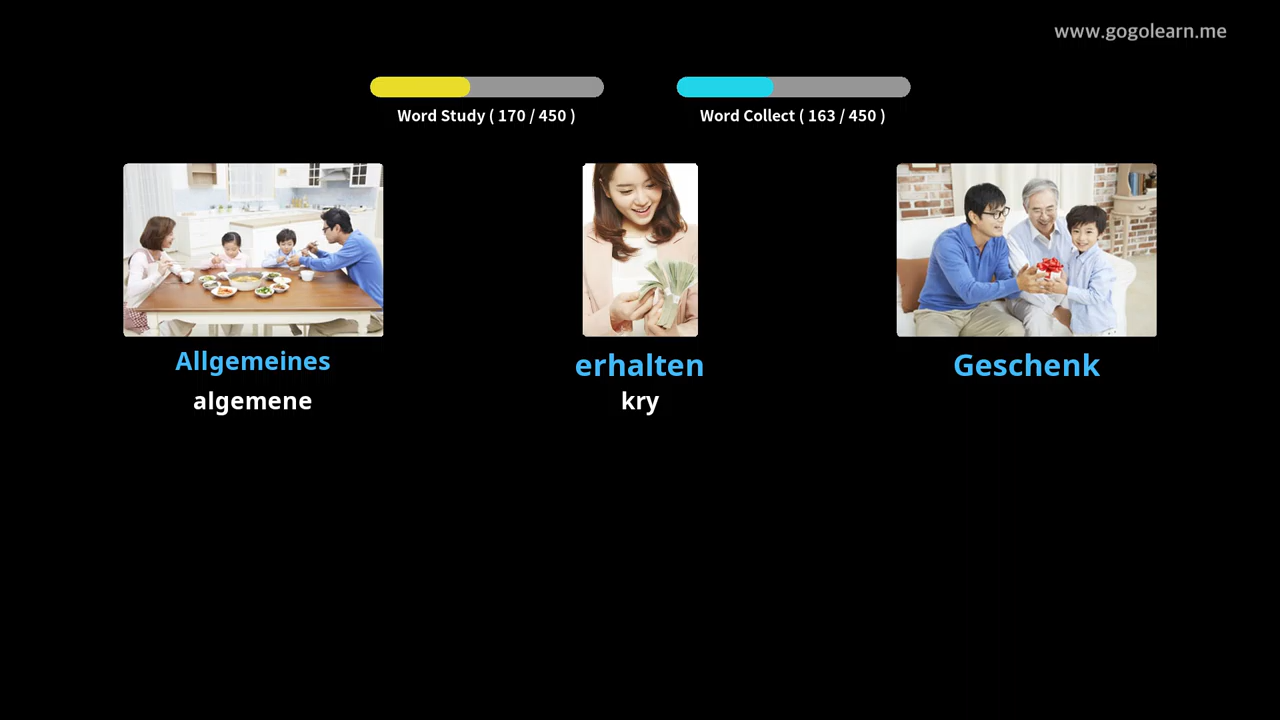 www.gogolearn.me
Word Study ( 170 / 450 )
Word Collect ( 163 / 450 )
Allgemeines
erhalten
Geschenk
algemene
kry